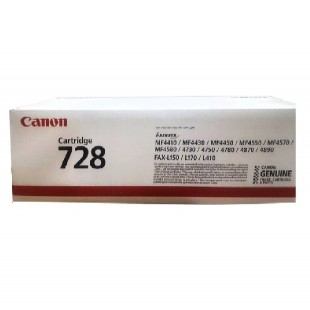 Canon
Cartridge
728
MF4410 / MF4430 / MF4450 / MF4550 / MF4570 /
MF4580 / 4730 / 4750 / 4780 / 4870 / 4890
FAX-L150 / L170 / L410
CANON
GENUINE